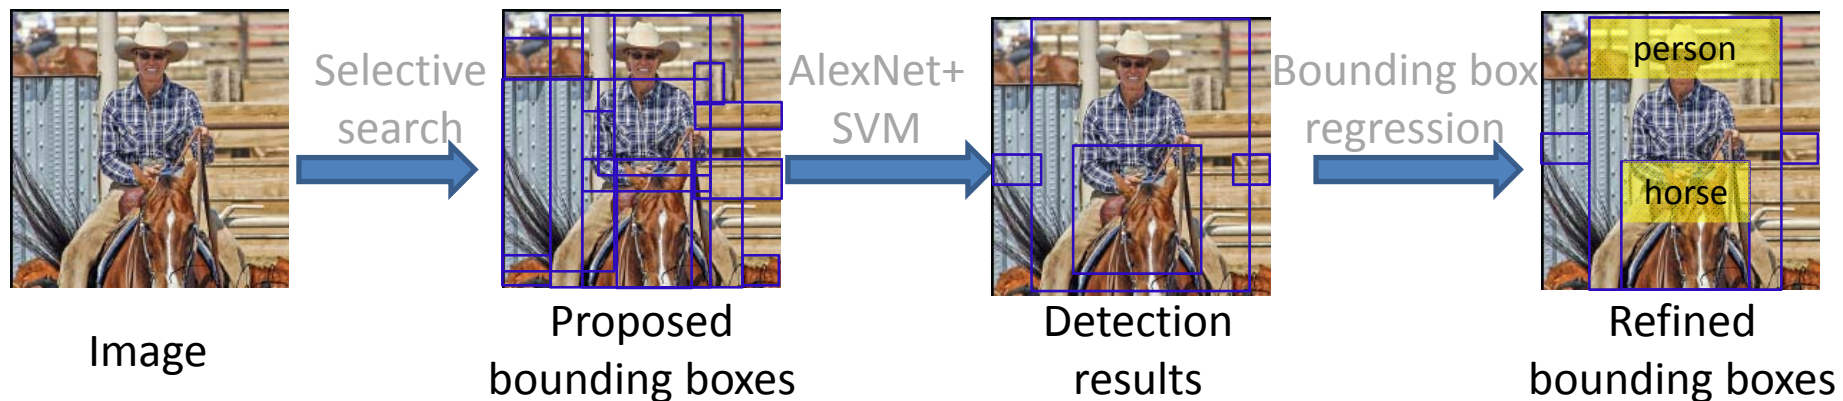 Selective
search
AlexNet+
SVM
Bounding box
regression
person
horse
Image
Proposed
bounding boxes
Detection
results
Refined
bounding boxes